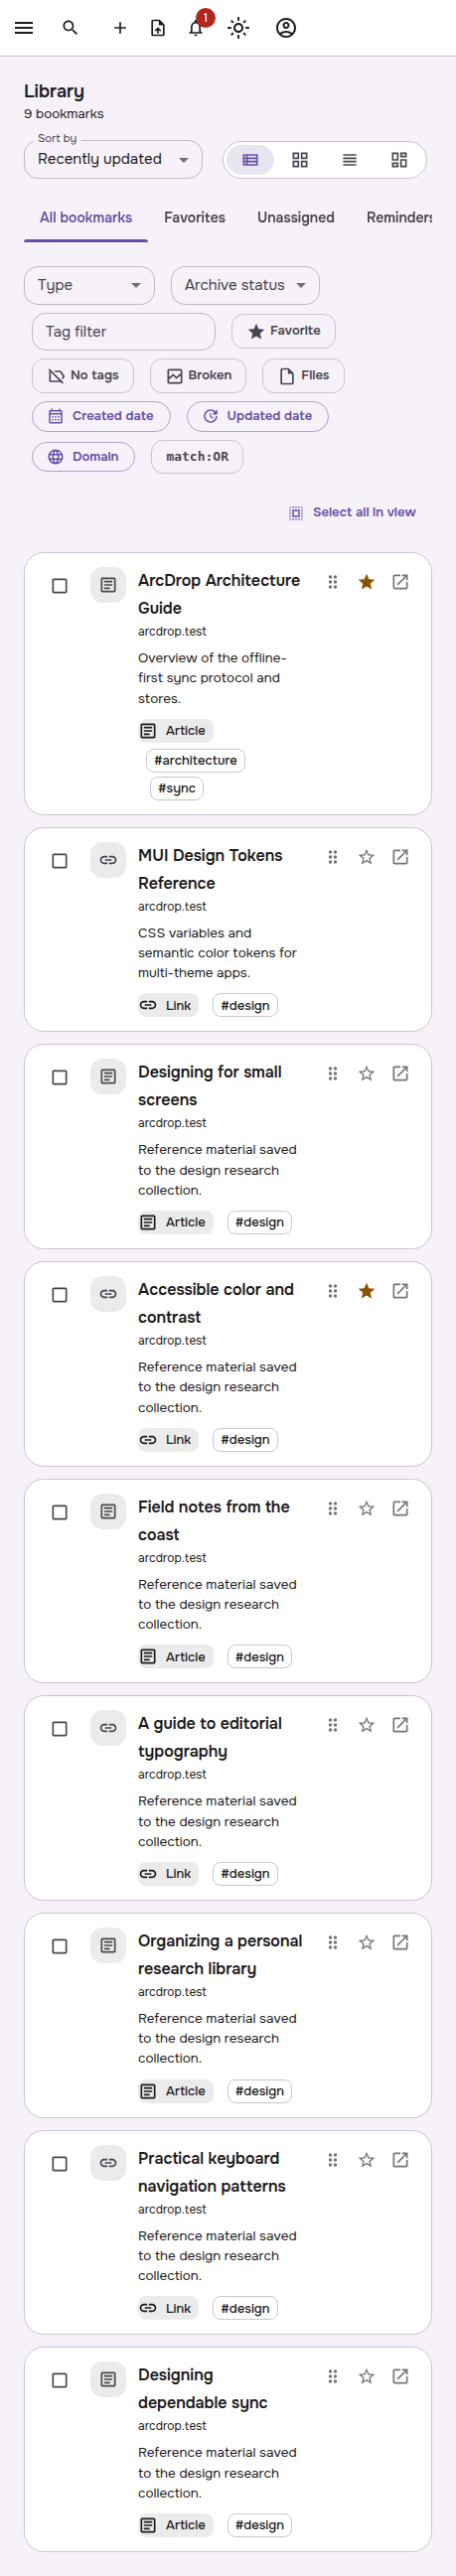 1
Library
9 bookmarks
Sort by
Recently updated
All bookmarks Favorites Unassigned Reminders
Type Archive status
Tag filter Favorite
No tags Broken Files
Created date Updated date
Domain match:OR
Select all in view
ArcDrop Architecture
Guide
arcdrop.test
Overview of the offline-
first sync protocol and
stores.
Article
#architecture
#sync
MUI Design Tokens
Reference
arcdrop.test
CSS variables and
semantic color tokens for
multi-theme apps.
Link #design
Designing for small
screens
arcdrop.test
Reference material saved
to the design research
collection.
Article #design
Accessible color and
contrast
arcdrop.test
Reference material saved
to the design research
collection.
Link #design
Field notes from the
coast
arcdrop.test
Reference material saved
to the design research
collection.
Article #design
A guide to editorial
typography
arcdrop.test
Reference material saved
to the design research
collection.
Link #design
Organizing a personal
research library
arcdrop.test
Reference material saved
to the design research
collection.
Article #design
Practical keyboard
navigation patterns
arcdrop.test
Reference material saved
to the design research
collection.
Link #design
Designing
dependable sync
arcdrop.test
Reference material saved
to the design research
collection.
Article #design